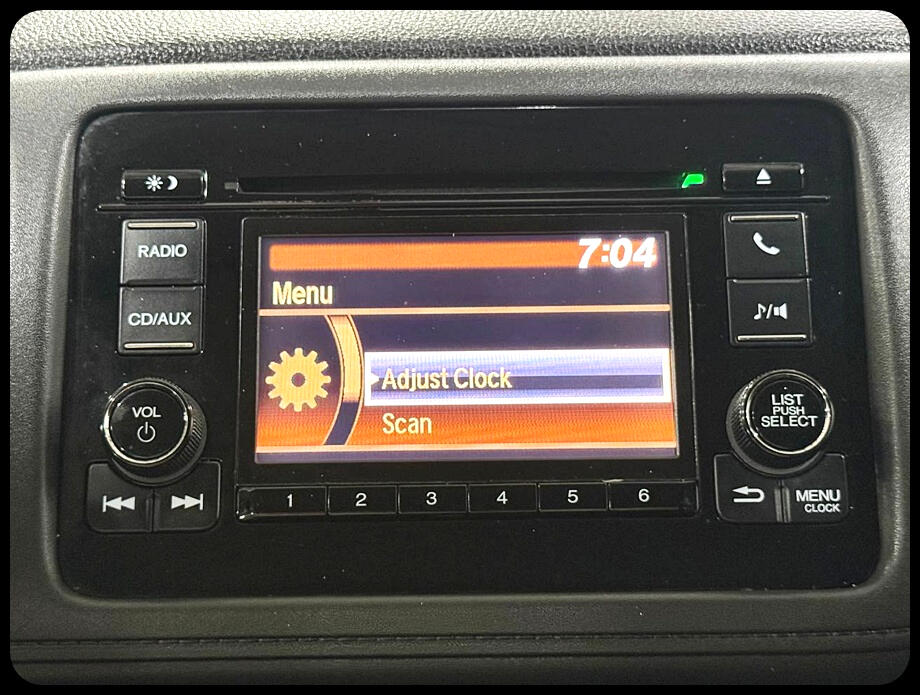 RADIO
CD/AUX
VOL
7:04
Menu
Adjust Clock
Scan
1 2 3 4 5 6
LIST
PUSH
SELECT
MENU
CLOCK